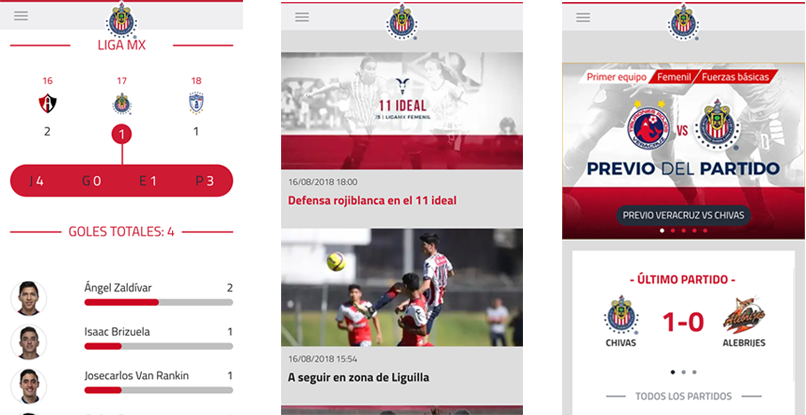 LIGA MX
16 17 18
2 1 1
J 4 G 0 E 1 P 3
GOLES TOTALES: 4
Ángel Zaldívar 2
Isaac Brizuela 1
Josecarlos Van Rankin 1
11 IDEAL
LIGAMX FEMENIL
16/08/2018 18:00
Defensa rojiblanca en el 11 ideal
16/08/2018 15:54
A seguir en zona de Liguilla
Primer equipo Femenil Fuerzas básicas
VERACRUZ
VS
PREVIO DEL PARTIDO
PREVIO VERACRUZ VS CHIVAS
- ÚLTIMO PARTIDO -
1-0
CHIVAS ALEBRIJES
TODOS LOS PARTIDOS